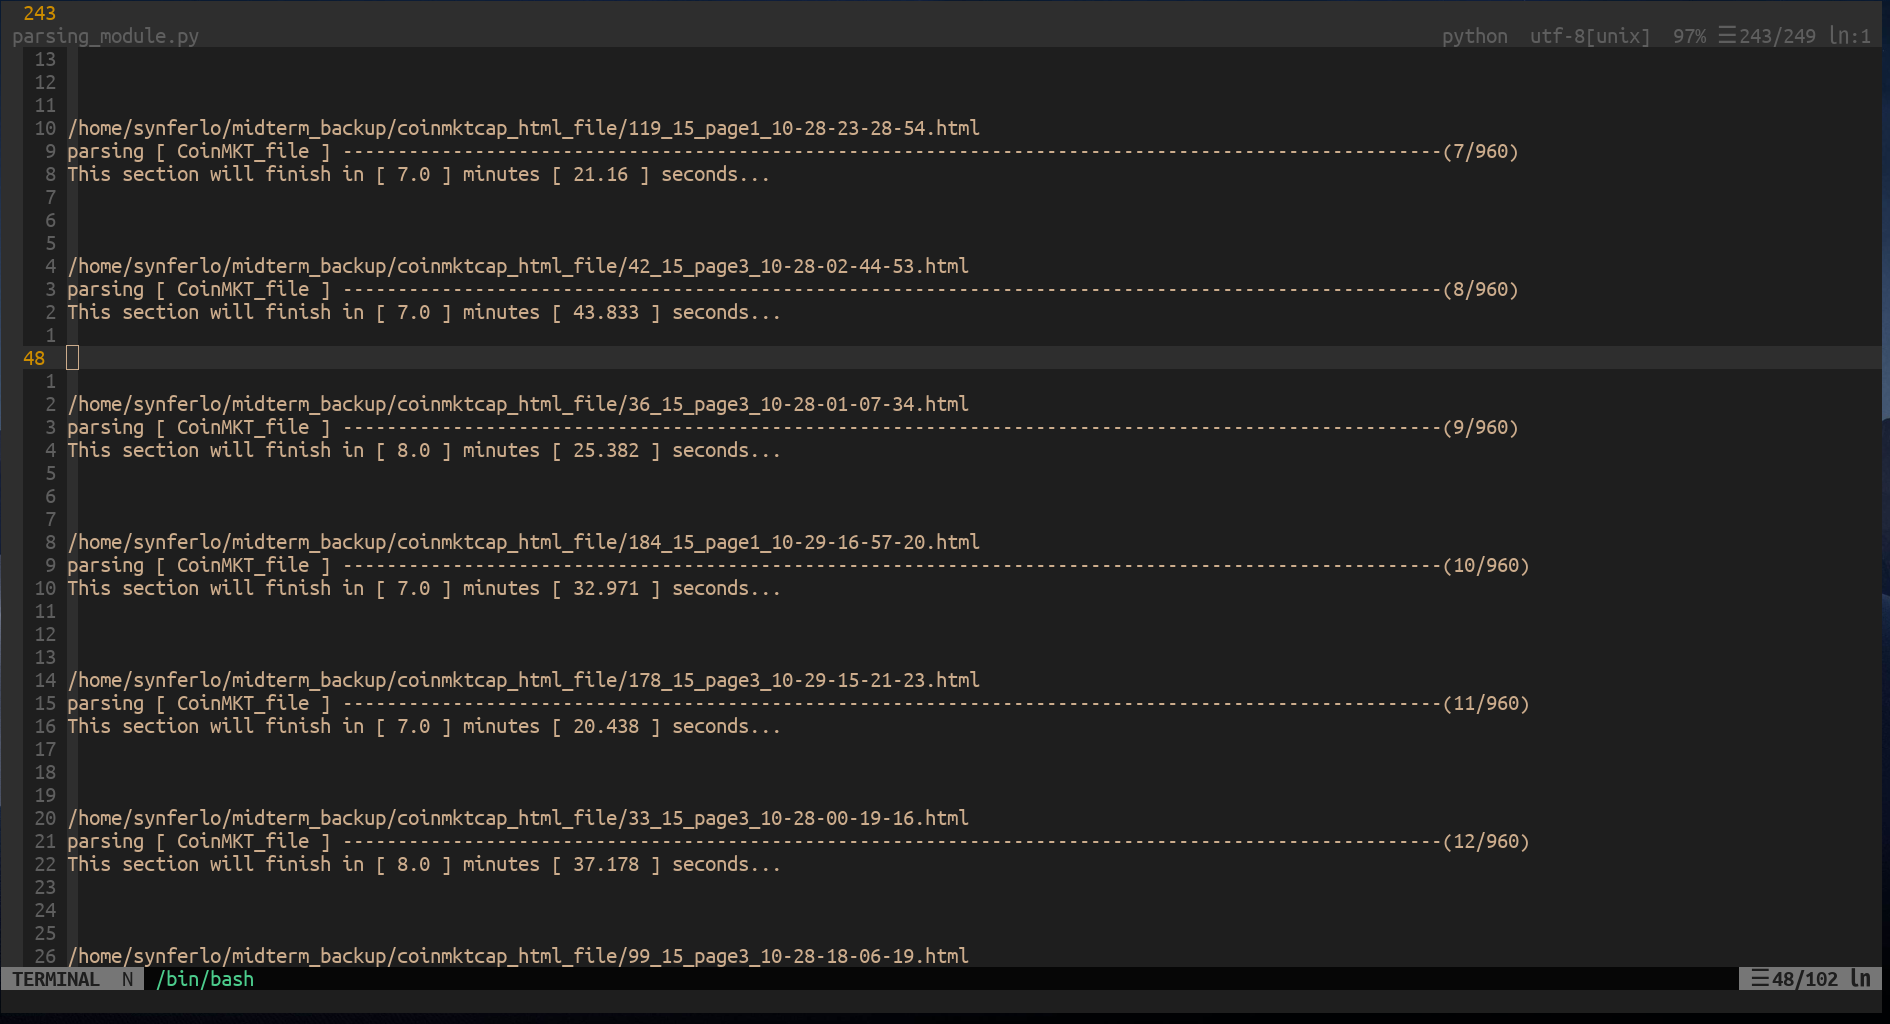 243
parsing_module.py python utf-8[unix] 97% ☰243/249 ln:1
13
12
11
10 /home/synferlo/midterm_backup/coinmktcap_html_file/119_15_page1_10-28-23-28-54.html
9 parsing [ CoinMKT_file ] ----------------------------------------------------------------------------------------------------(7/960)
8 This section will finish in [ 7.0 ] minutes [ 21.16 ] seconds...
7
6
5
4 /home/synferlo/midterm_backup/coinmktcap_html_file/42_15_page3_10-28-02-44-53.html
3 parsing [ CoinMKT_file ] ----------------------------------------------------------------------------------------------------(8/960)
2 This section will finish in [ 7.0 ] minutes [ 43.833 ] seconds...
1
48
1
2 /home/synferlo/midterm_backup/coinmktcap_html_file/36_15_page3_10-28-01-07-34.html
3 parsing [ CoinMKT_file ] ----------------------------------------------------------------------------------------------------(9/960)
4 This section will finish in [ 8.0 ] minutes [ 25.382 ] seconds...
5
6
7
8 /home/synferlo/midterm_backup/coinmktcap_html_file/184_15_page1_10-29-16-57-20.html
9 parsing [ CoinMKT_file ] ----------------------------------------------------------------------------------------------------(10/960)
10 This section will finish in [ 7.0 ] minutes [ 32.971 ] seconds...
11
12
13
14 /home/synferlo/midterm_backup/coinmktcap_html_file/178_15_page3_10-29-15-21-23.html
15 parsing [ CoinMKT_file ] ----------------------------------------------------------------------------------------------------(11/960)
16 This section will finish in [ 7.0 ] minutes [ 20.438 ] seconds...
17
18
19
20 /home/synferlo/midterm_backup/coinmktcap_html_file/33_15_page3_10-28-00-19-16.html
21 parsing [ CoinMKT_file ] ----------------------------------------------------------------------------------------------------(12/960)
22 This section will finish in [ 8.0 ] minutes [ 37.178 ] seconds...
23
24
25
26 /home/synferlo/midterm_backup/coinmktcap_html_file/99_15_page3_10-28-18-06-19.html
TERMINAL N /bin/bash ☰48/102 ln